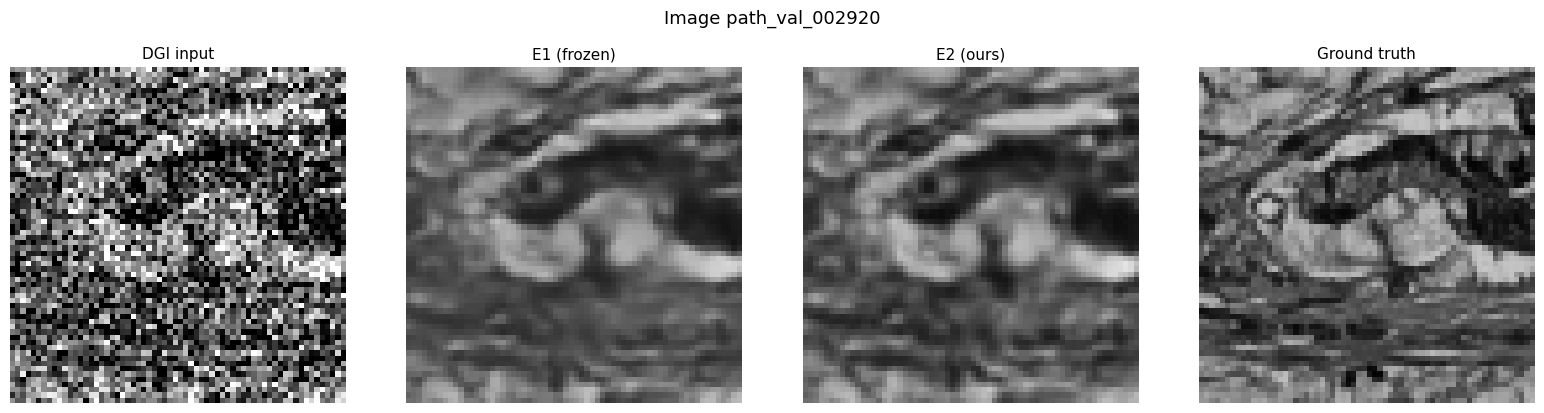 Image path_val_002920
DGI input
E1 (frozen)
E2 (ours)
Ground truth